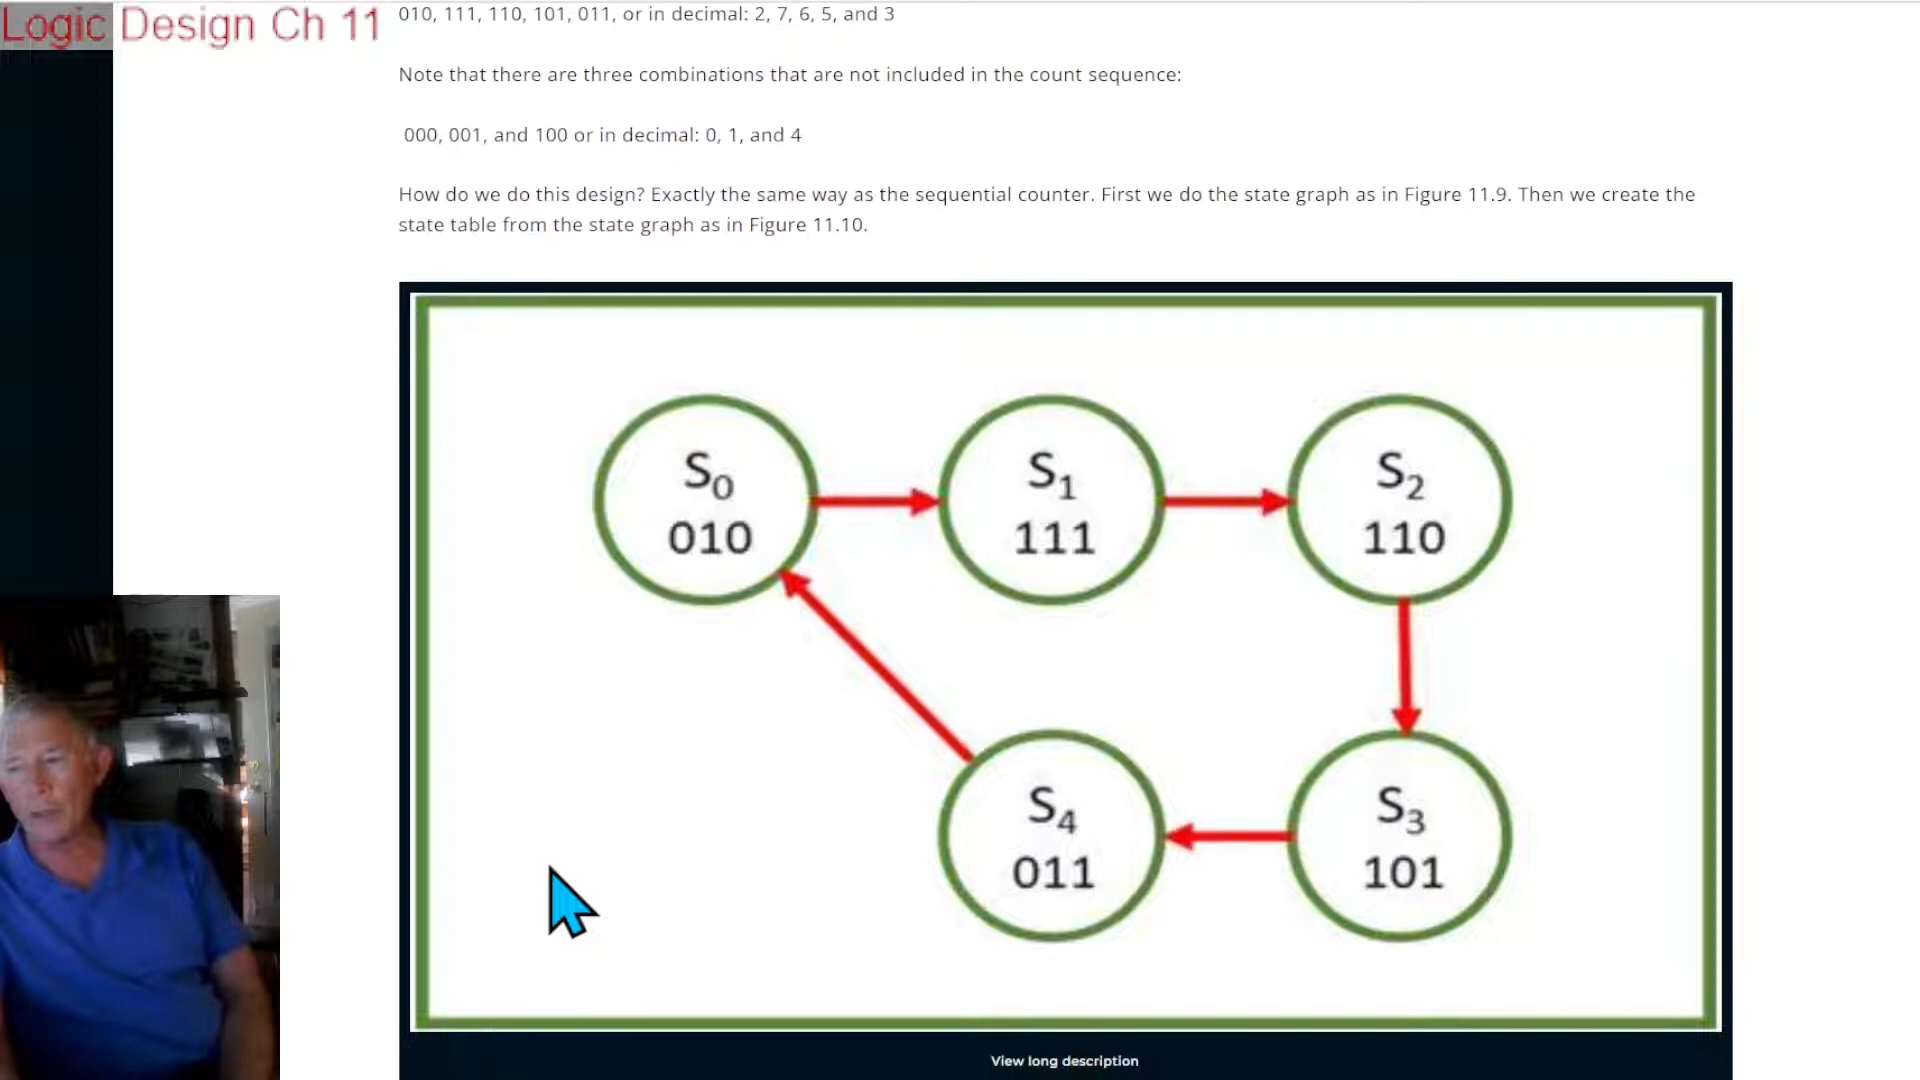 Logic Design Ch 11
010, 111, 110, 101, 011, or in decimal: 2, 7, 6, 5, and 3
Note that there are three combinations that are not included in the count sequence:
000, 001, and 100 or in decimal: 0, 1, and 4
How do we do this design? Exactly the same way as the sequential counter. First we do the state graph as in Figure 11.9. Then we create the
state table from the state graph as in Figure 11.10.
S0
010
S1
111
S2
110
S4
011
S3
101
View long description